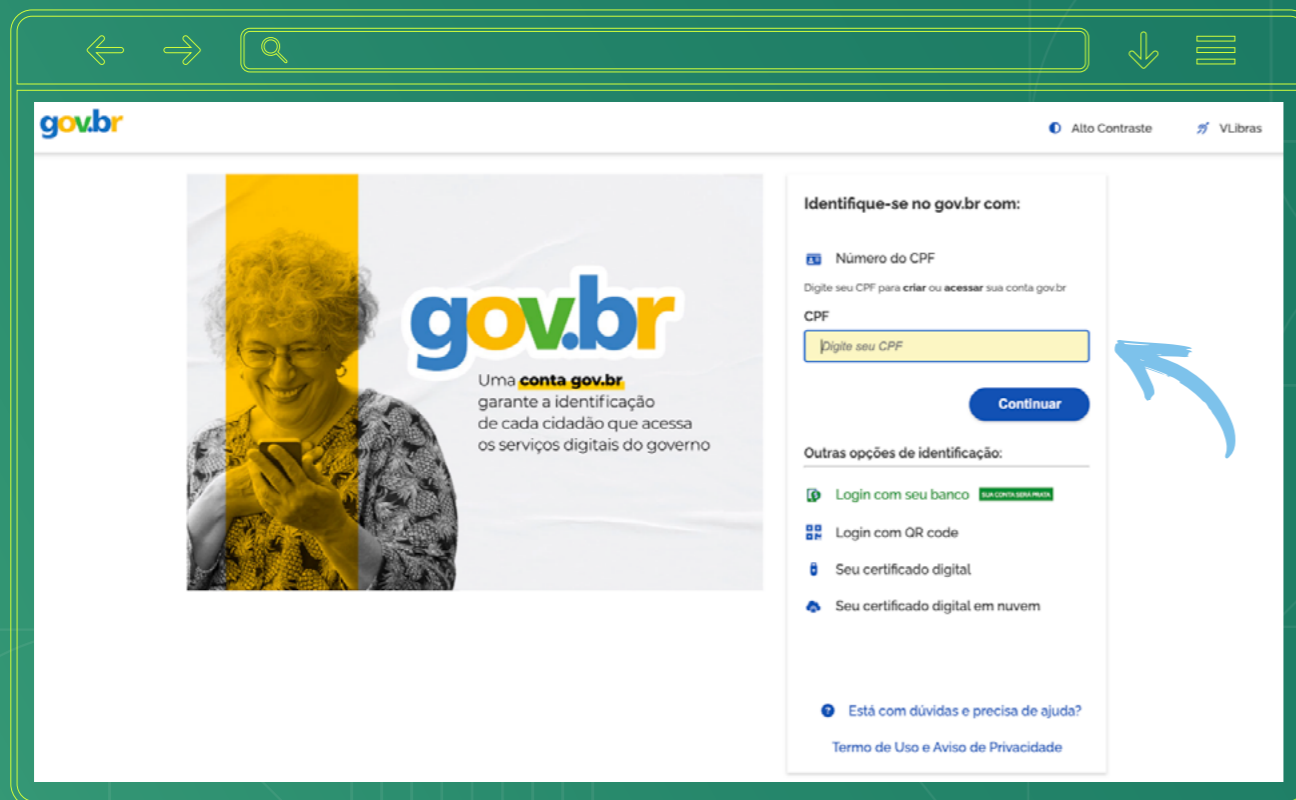 gov.br
Alto Contraste
VLibras
gov.br
Uma conta gov.br
garante a identificação
de cada cidadão que acessa
os serviços digitais do governo
Identifique-se no gov.br com:
Número do CPF
Digite seu CPF para criar ou acessar sua conta gov.br
CPF
Digite seu CPF
Continuar
Outras opções de identificação:
Login com seu banco SUA CONTA SERÁ PRATA
Login com QR code
Seu certificado digital
Seu certificado digital em nuvem
Está com dúvidas e precisa de ajuda?
Termo de Uso e Aviso de Privacidade